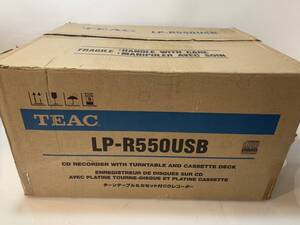 FRAGILE : HANDLE WITH CARE
MANIPULER AVEC SOIN
TEAC
LP-R550USB
CD RECORDER WITH TURNTABLE AND CASSETTE DECK
ENREGISTREUR DE DISQUES SUR CD
AVEC PLATINE TOURNE-DISQUE ET PLATINE CASSETTE
ターンテーブル&カセット付CDレコーダー